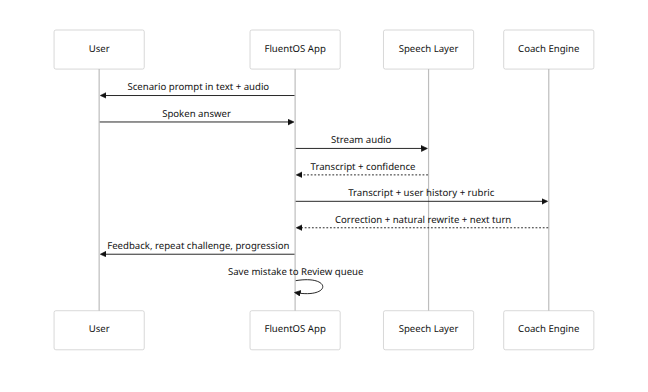 User
FluentOS App
Speech Layer
Coach Engine
Scenario prompt in text + audio
Spoken answer
Stream audio
Transcript + confidence
Transcript + user history + rubric
Correction + natural rewrite + next turn
Feedback, repeat challenge, progression
Save mistake to Review queue
User
FluentOS App
Speech Layer
Coach Engine